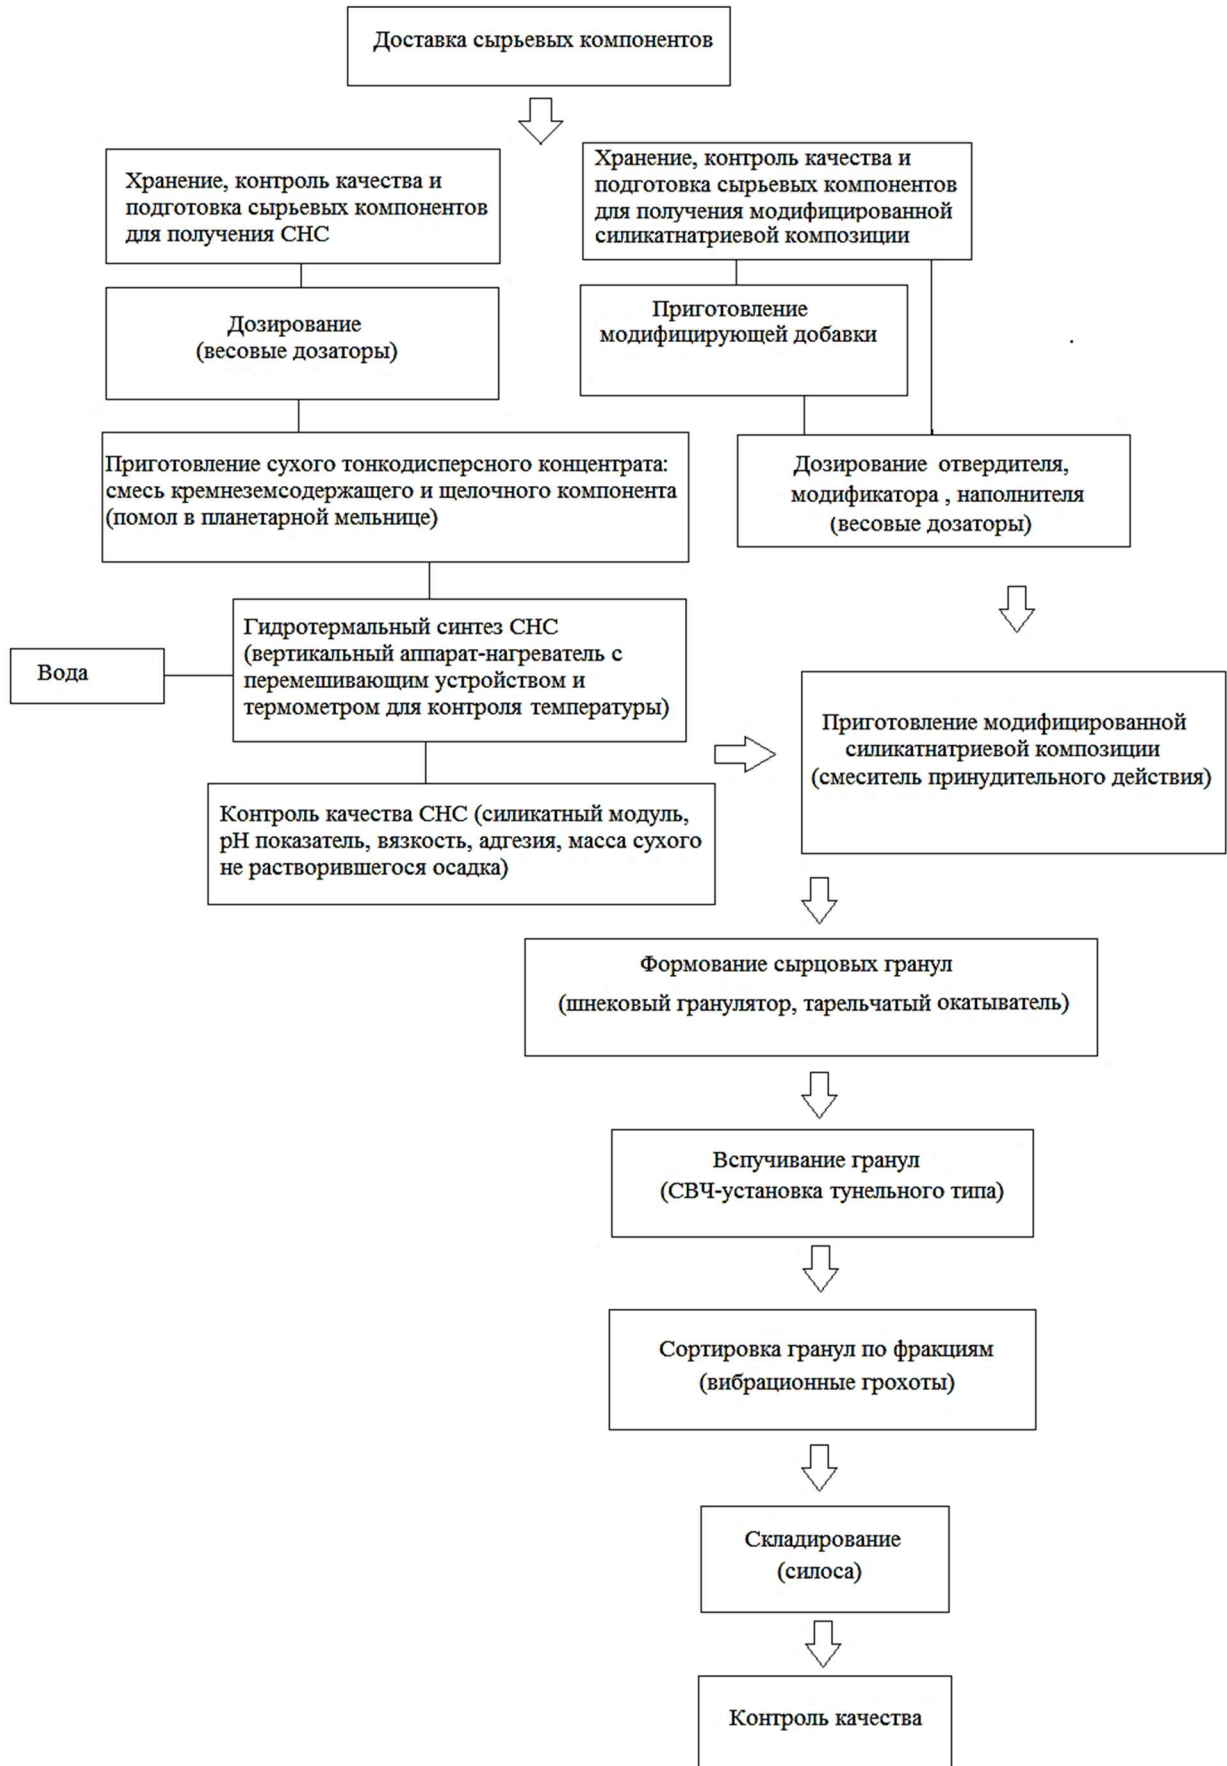 Доставка сырьевых компонентов
Хранение, контроль качества и
подготовка сырьевых компонентов
для получения СНС
Хранение, контроль качества и
подготовка сырьевых компонентов
для получения модифицированной
силикатнатриевой композиции
Дозирование
(весовые дозаторы)
Приготовление
модифицирующей добавки
Приготовление сухого тонкодисперсного концентрата:
смесь кремнеземсодержащего и щелочного компонента
(помол в планетарной мельнице)
Дозирование отвердителя,
модификатора , наполнителя
(весовые дозаторы)
Гидротермальный синтез СНС
(вертикальный аппарат-нагреватель с
перемешивающим устройством и
термометром для контроля температуры)
Вода
Приготовление модифицированной
силикатнатриевой композиции
(смеситель принудительного действия)
Контроль качества СНС (силикатный модуль,
pH показатель, вязкость, адгезия, масса сухого
не растворившегося осадка)
Формование сырцовых гранул
(шнековый гранулятор, тарельчатый окатыватель)
Вспучивание гранул
(СВЧ-установка тунельного типа)
Сортировка гранул по фракциям
(вибрационные грохоты)
Складирование
(силоса)
Контроль качества